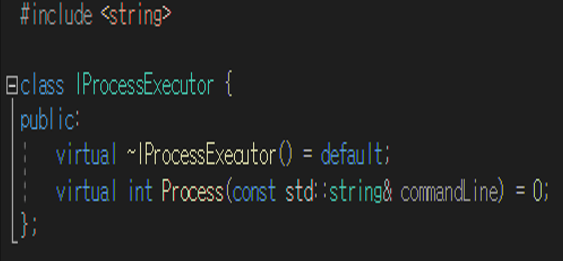 #include <string>
class IProcessExecutor {
public:
virtual ~IProcessExecutor() = default;
virtual int Process(const std::string& commandLine) = 0;
};